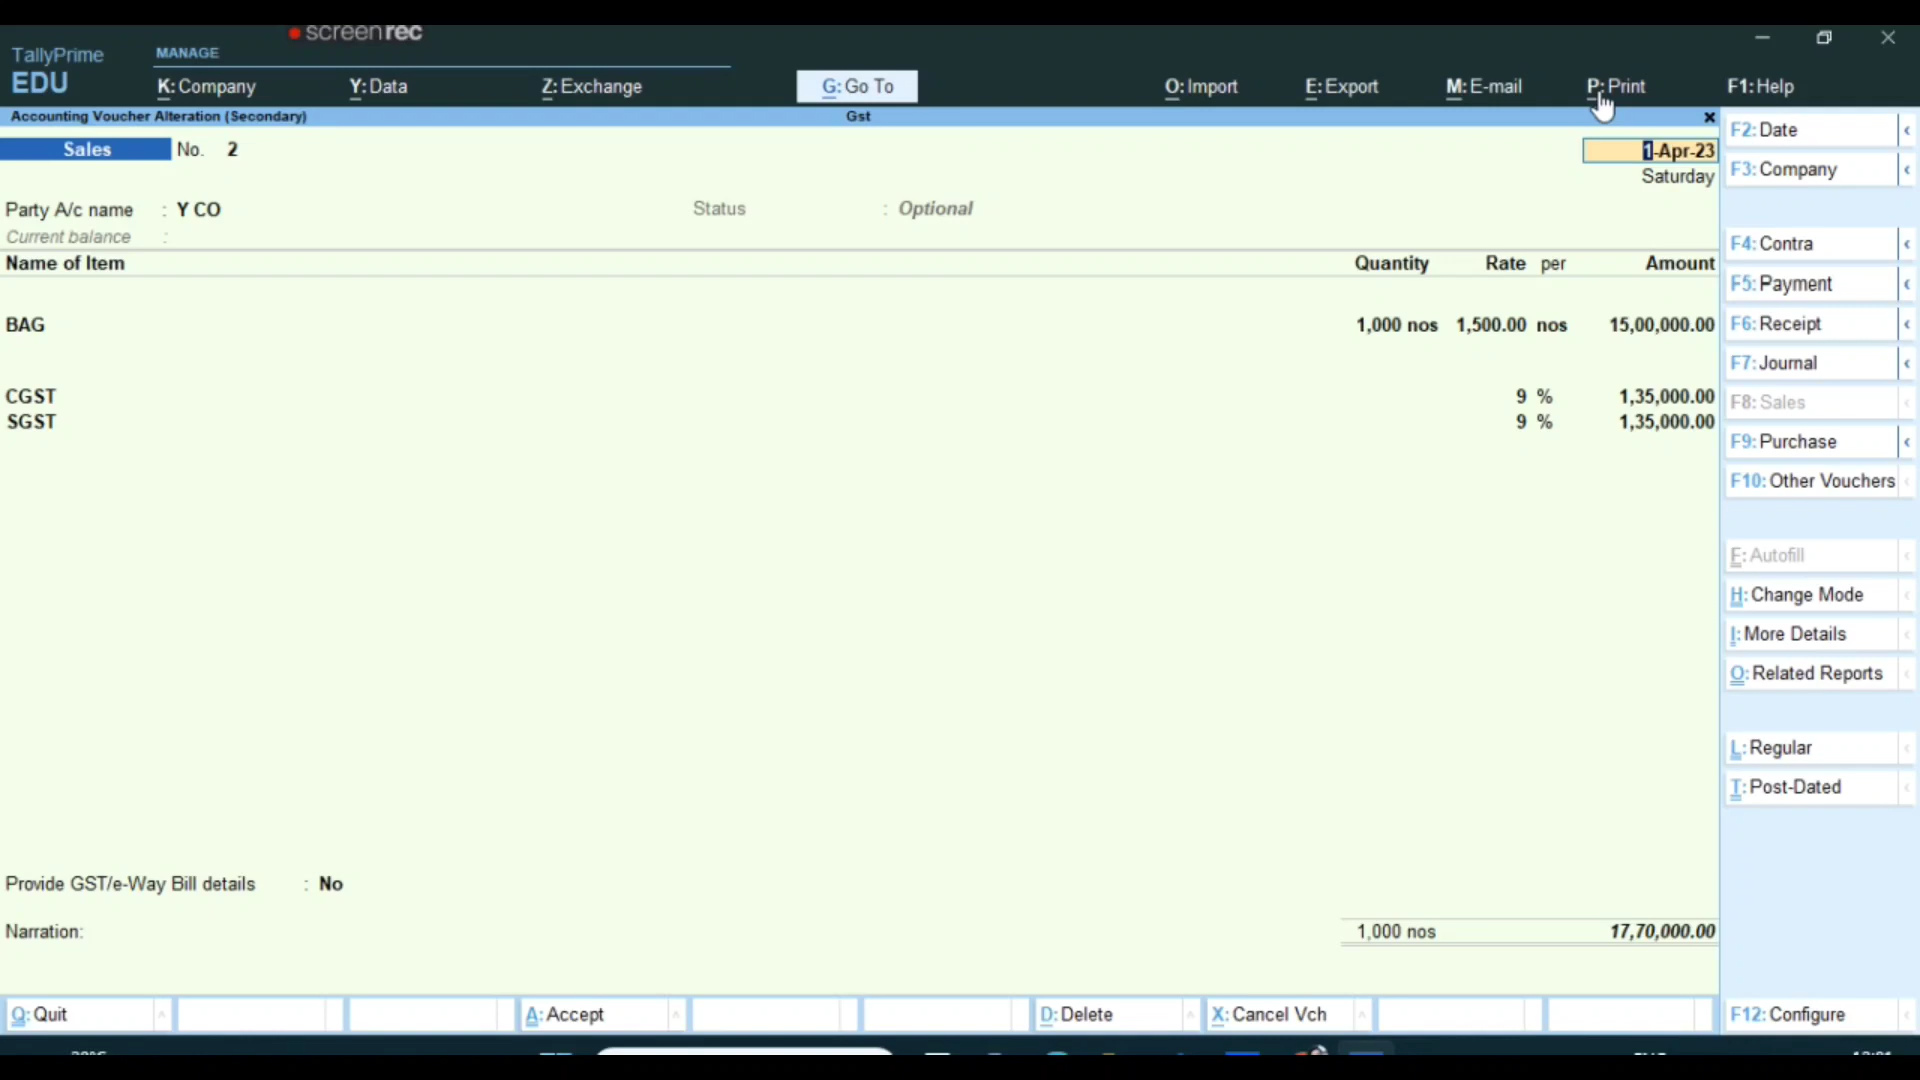 screenrec
TallyPrime
EDU
MANAGE
K: Company
Y: Data
Z: Exchange
G: Go To
O: Import
E: Export
M: E-mail
P: Print
F1: Help
Accounting Voucher Alteration (Secondary)
Gst
×
Sales
No. 2
1-Apr-23
Saturday
Party A/c name : Y CO
Status : Optional
Current balance :
Name of Item Quantity Rate per Amount
BAG 1,000 nos 1,500.00 nos 15,00,000.00
CGST 9 % 1,35,000.00
SGST 9 % 1,35,000.00
Provide GST/e-Way Bill details : No
Narration: 1,000 nos 17,70,000.00
F2: Date
F3: Company
F4: Contra
F5: Payment
F6: Receipt
F7: Journal
F8: Sales
F9: Purchase
F10: Other Vouchers
E: Autofill
H: Change Mode
I: More Details
O: Related Reports
L: Regular
T: Post-Dated
Q: Quit
A: Accept
D: Delete
X: Cancel Vch
F12: Configure